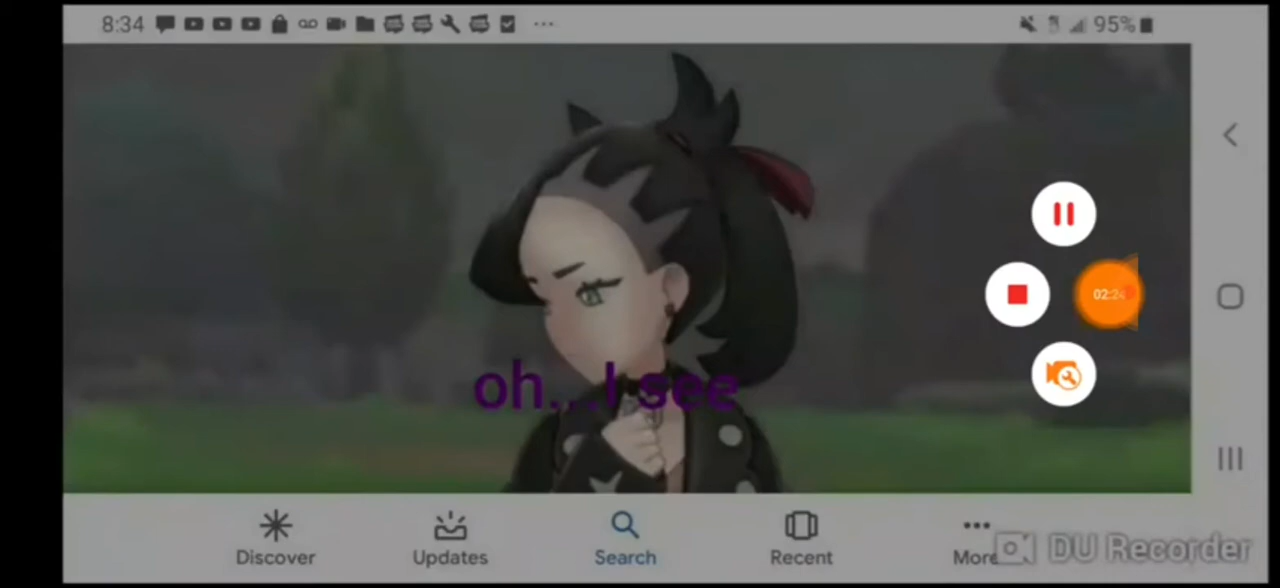 8:34
95%
02:24
oh...I see
Discover
Updates
Search
Recent
More
DU Recorder